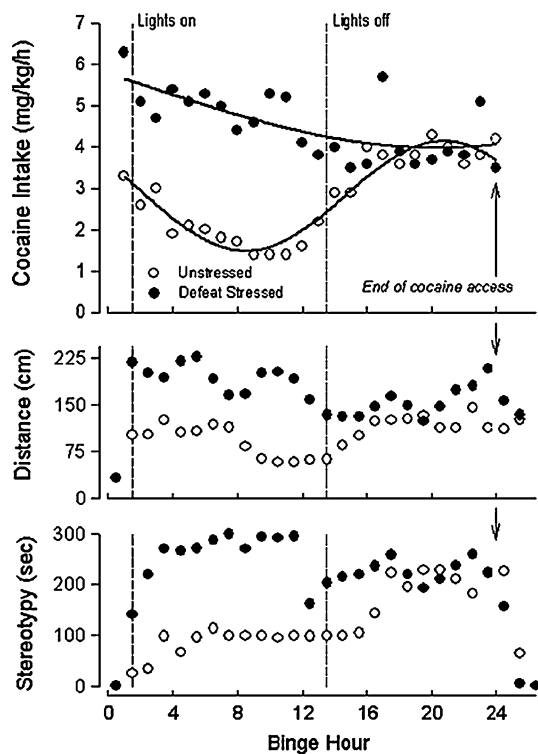 Lights on
Lights off
Cocaine Intake (mg/kg/h)
7
6
5
4
3
2
1
0
Unstressed
Defeat Stressed
End of cocaine access
Distance (cm)
225
150
75
0
Stereotypy (sec)
300
200
100
0
0 4 8 12 16 20 24
Binge Hour